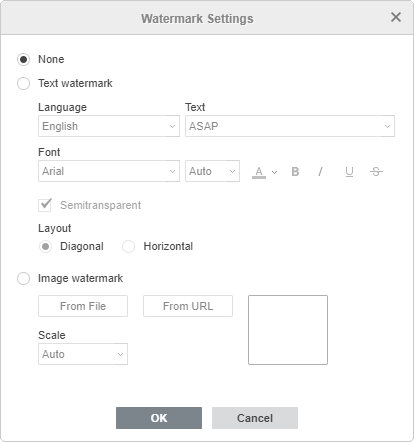 Watermark Settings
None
Text watermark
Language Text
English ASAP
Font
Arial Auto A B I U S
Semitransparent
Layout
Diagonal Horizontal
Image watermark
From File From URL
Scale
Auto
OK Cancel